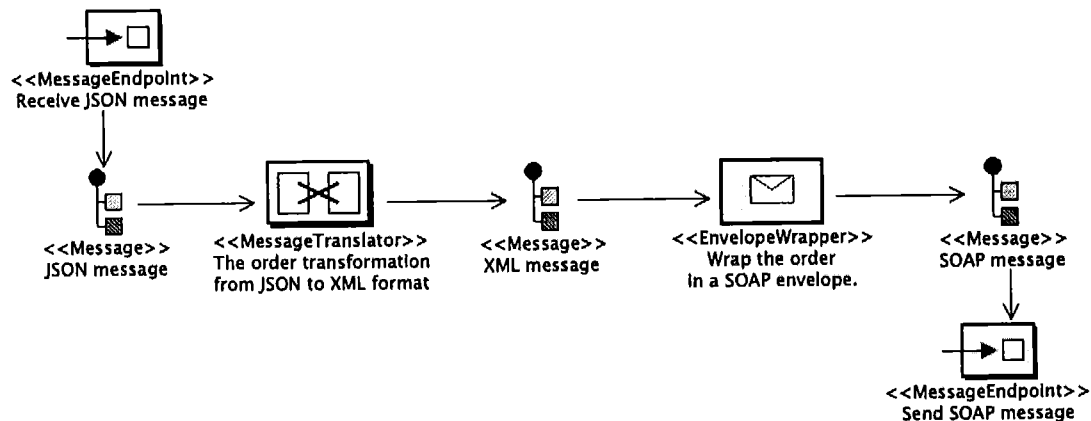 <<MessageEndpoint>>
Receive JSON message
<<Message>>
JSON message
<<MessageTranslator>>
The order transformation
from JSON to XML format
<<Message>>
XML message
<<EnvelopeWrapper>>
Wrap the order
in a SOAP envelope.
<<Message>>
SOAP message
<<MessageEndpoint>>
Send SOAP message